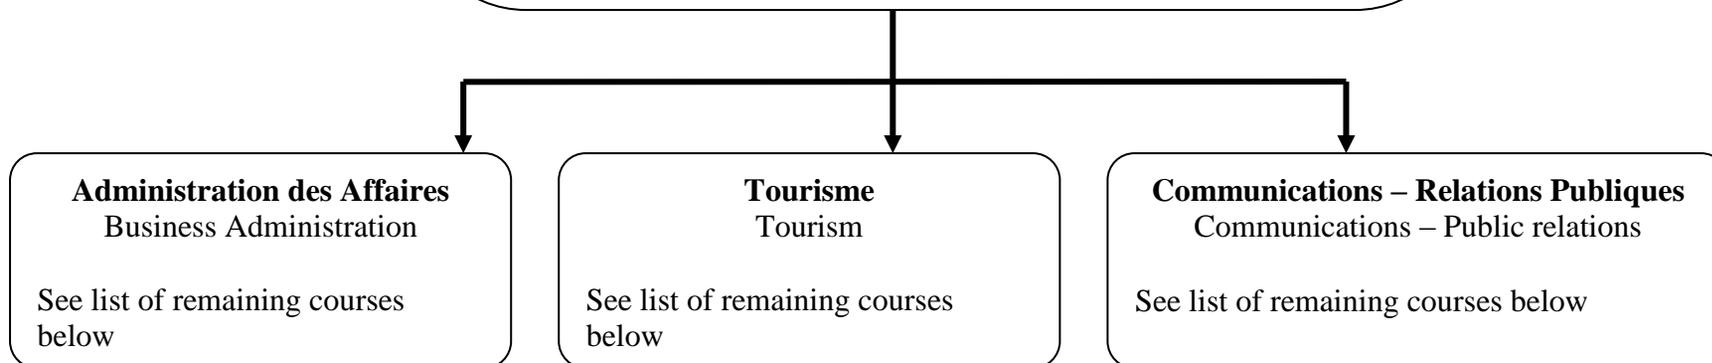 Administration des Affaires
Business Administration
See list of remaining courses
below
Tourisme
Tourism
See list of remaining courses
below
Communications – Relations Publiques
Communications – Public relations
See list of remaining courses below